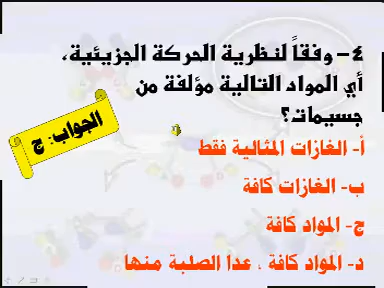 ٤- وفقاً لنظرية الحركة الجزيئية،
أي المواد التالية مؤلفة من
جسيمات؟
الجواب: ج
أ- الغازات المثالية فقط
ب- الغازات كافة
ج- المواد كافة
د- المواد كافة ، عدا الصلبة منها